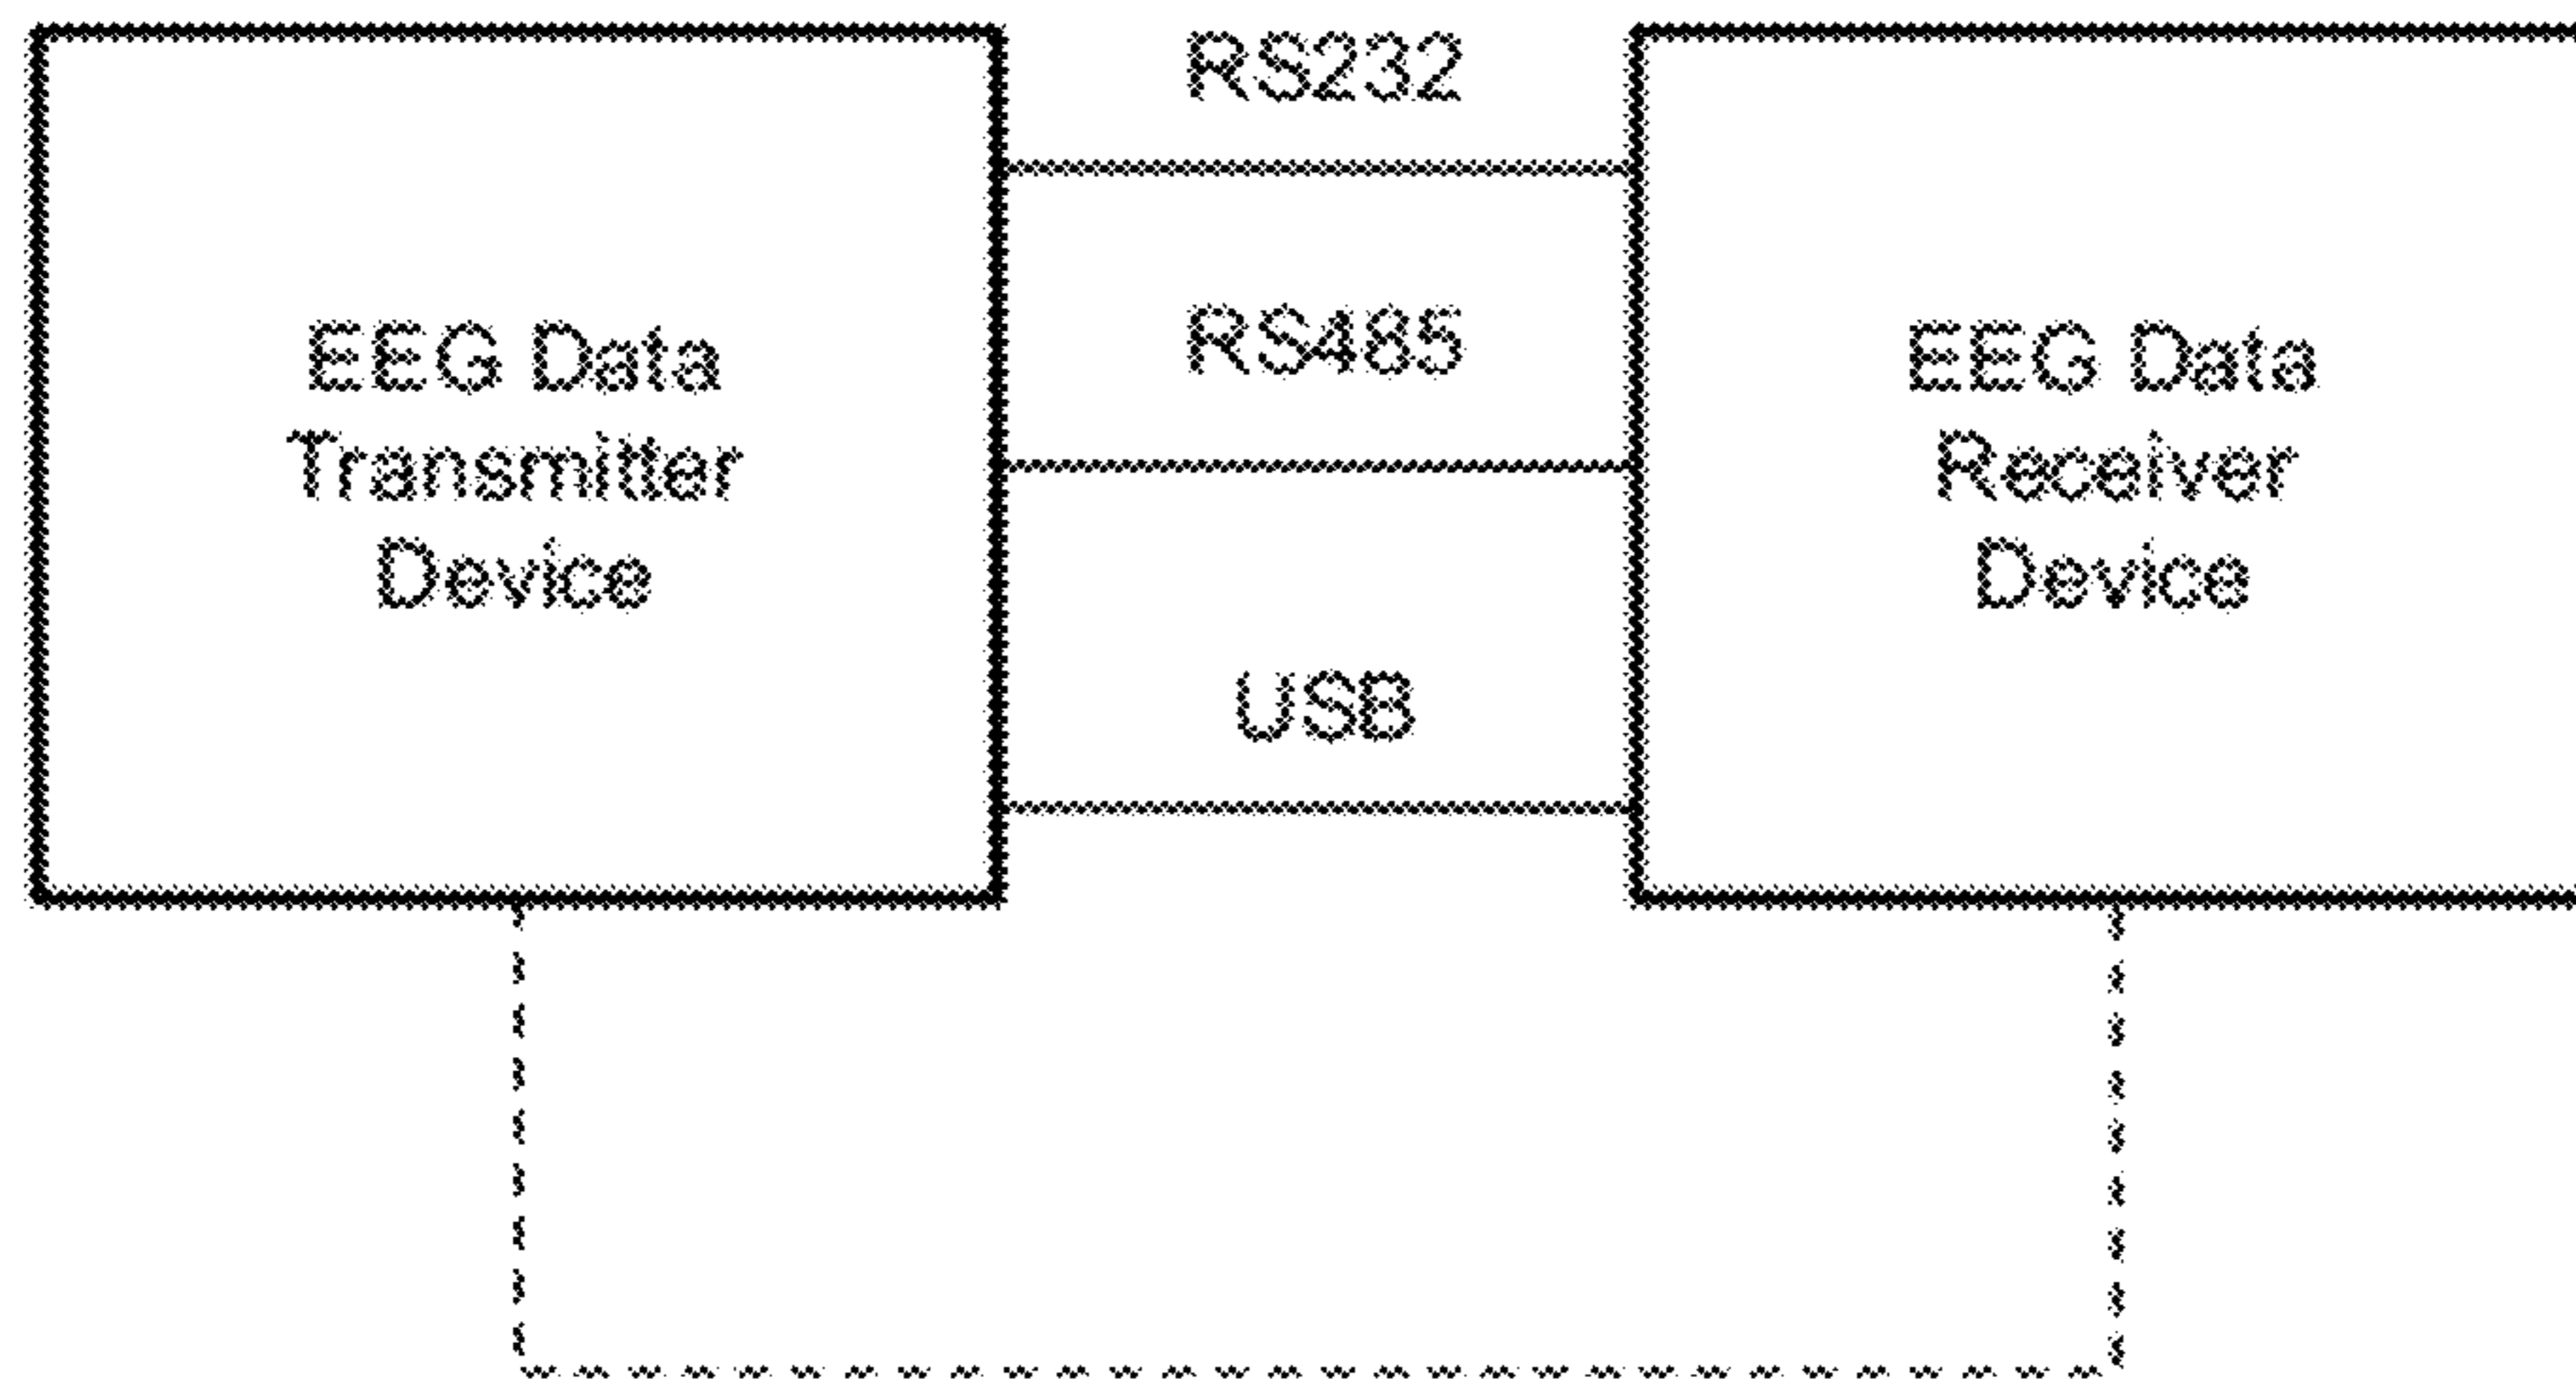 EEG Data
Transmitter
Device
RS232
RS485
USB
EEG Data
Receiver
Device